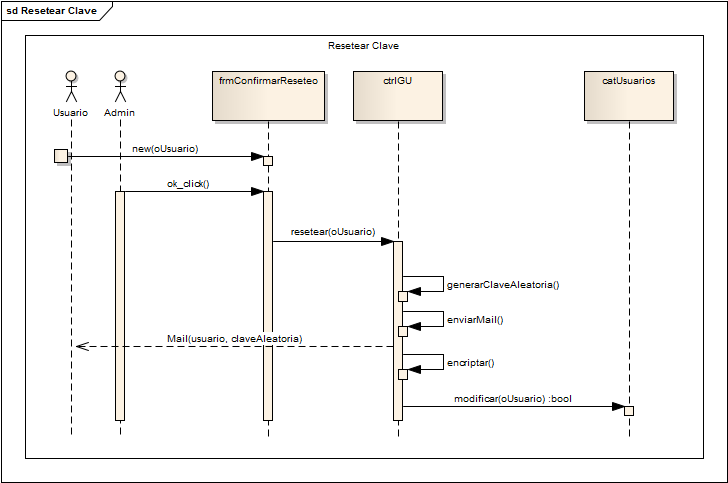 sd Resetear Clave
Resetear Clave
frmConfirmarReseteo
ctrlGU
catUsuarios
Usuario
Admin
new(oUsuario)
ok_click()
resetear(oUsuario)
generarClaveAleatoria()
enviarMail()
Mail(usuario, claveAleatoria)
encriptar()
modificar(oUsuario) :bool